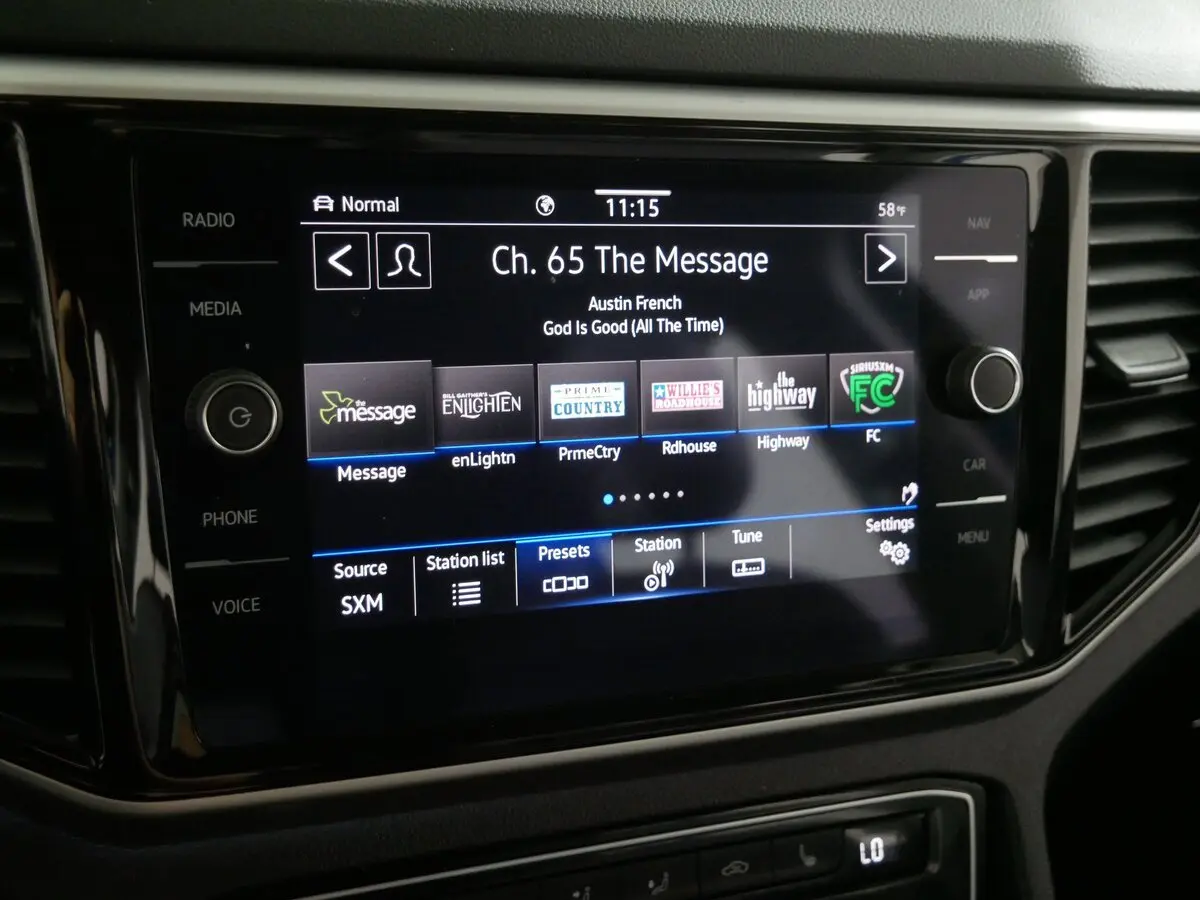 RADIO
MEDIA
PHONE
VOICE
Normal
11:15
58°F
Ch. 65 The Message
Austin French
God Is Good (All The Time)
the message
BILL GAITHER'S
ENLIGHTEN
PRIME
COUNTRY
WILLIE'S
ROADHOUSE
the
highway
SIRIUSXM
FC
Message
enLightn
PrmeCtry
Rdhouse
Highway
FC
Source
SXM
Station list
Presets
Station
Tune
Settings
NAV
APP
CAR
MENU
LO